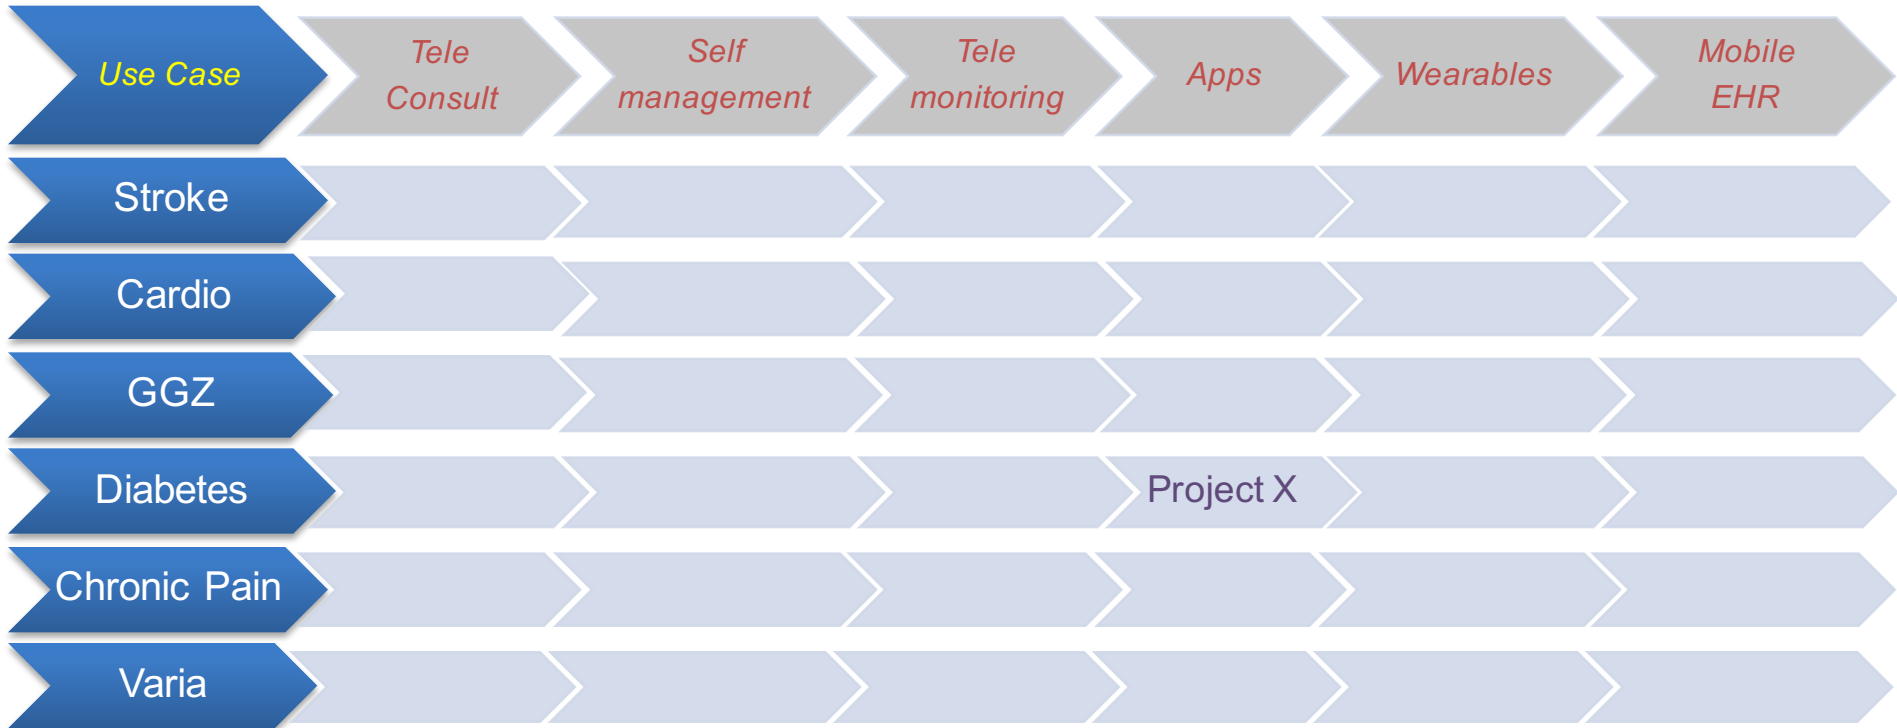 Use Case
Tele
Consult
Self
management
Tele
monitoring
Apps
Wearables
Mobile
EHR
Stroke
Cardio
GGZ
Diabetes
Project X
Chronic Pain
Varia